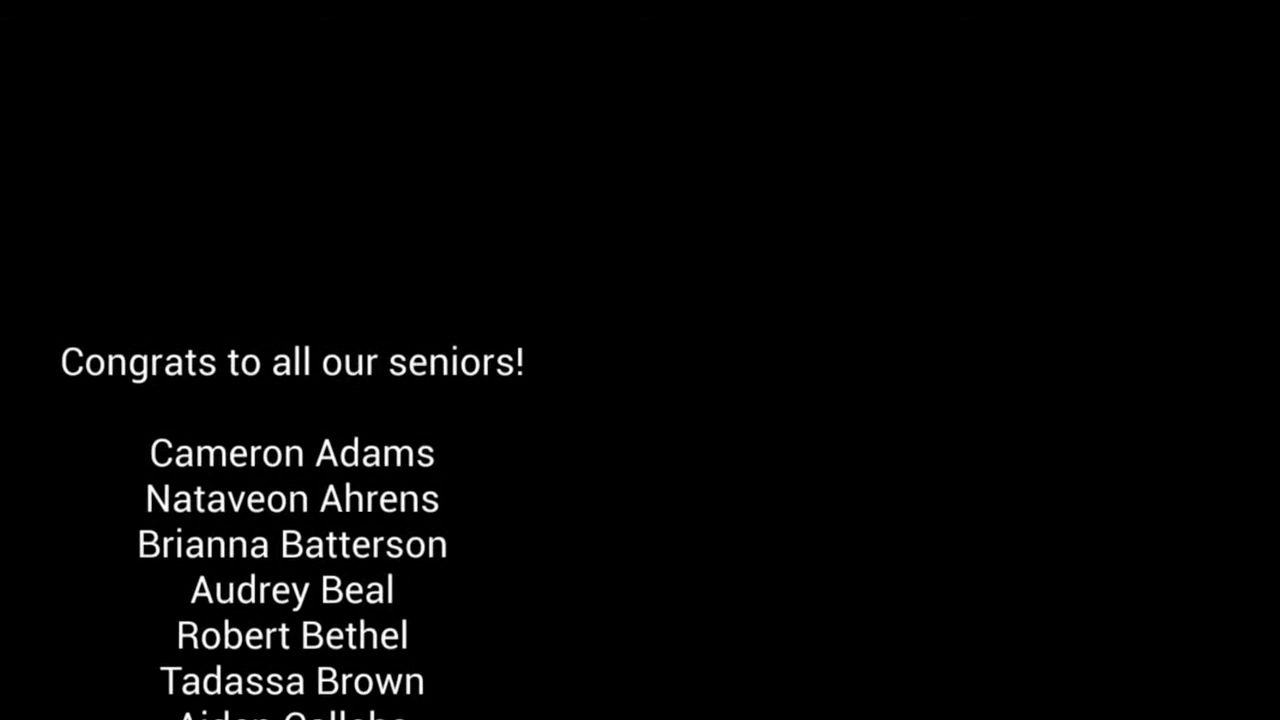 Congrats to all our seniors!
Cameron Adams
Nataveon Ahrens
Brianna Batterson
Audrey Beal
Robert Bethel
Tadassa Brown